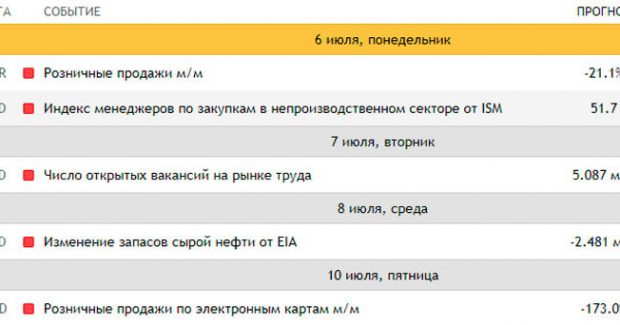 ТА СОБЫТИЕ ПРОГНО
6 июля, понедельник
R Розничные продажи м/м -21.1%
D Индекс менеджеров по закупкам в непроизводственном секторе от ISM 51.7
7 июля, вторник
D Число открытых вакансий на рынке труда 5.087 м
8 июля, среда
D Изменение запасов сырой нефти от EIA -2.481 м
10 июля, пятница
D Розничные продажи по электронным картам м/м -173.0